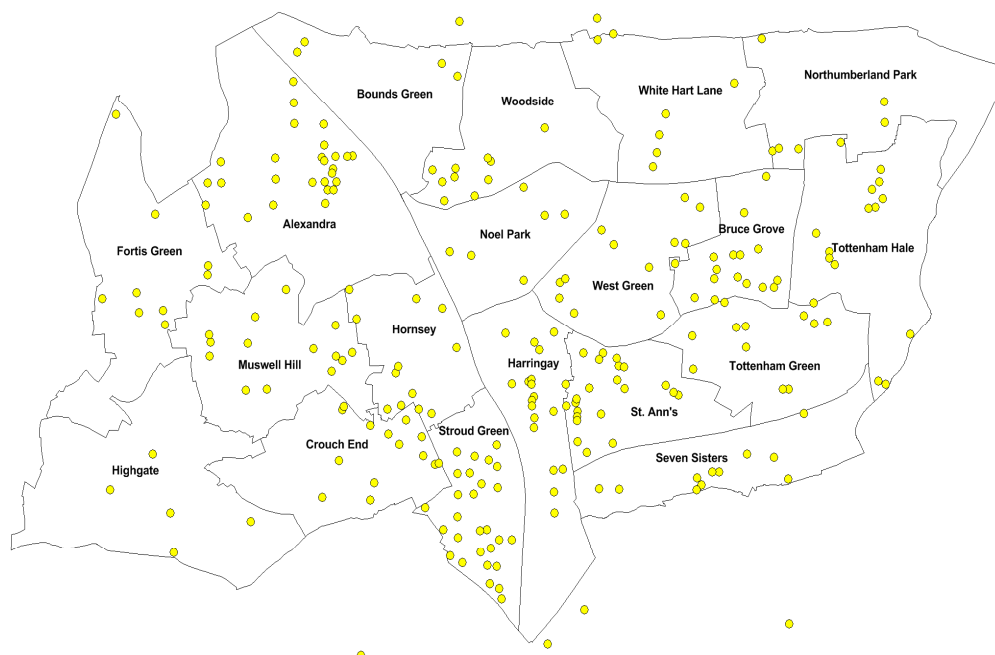 Northumberland Park
White Hart Lane
Bounds Green
Woodside
Alexandra
Bruce Grove
Noel Park
Tottenham Hale
Fortis Green
West Green
Hornsey
Harringay
Muswell Hill
Tottenham Green
St. Ann's
Stroud Green
Crouch End
Seven Sisters
Highgate